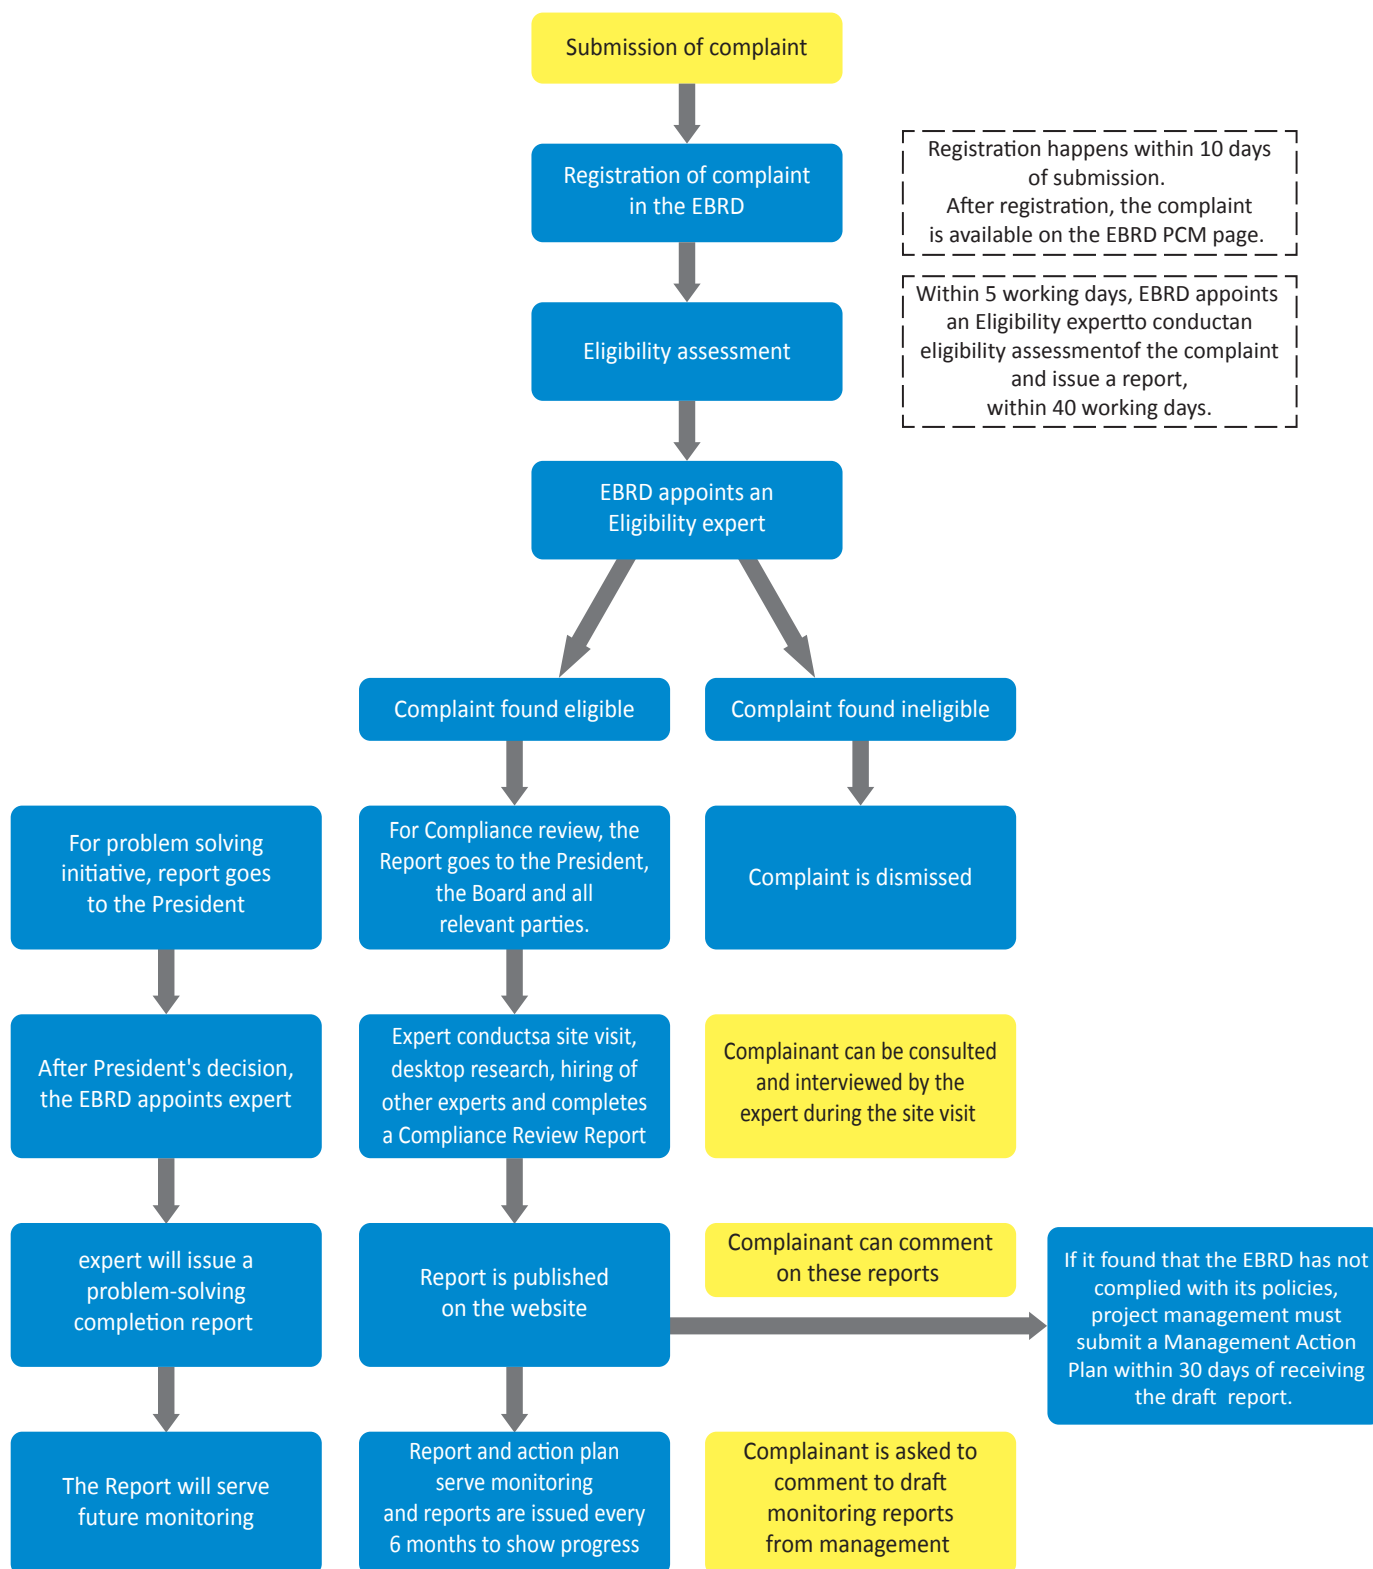 Submission of complaint
Registration of complaint
in the EBRD
Registration happens within 10 days
of submission.
After registration, the complaint
is available on the EBRD PCM page.
Eligibility assessment
Within 5 working days, EBRD appoints
an Eligibility expertto conductan
eligibility assessmentof the complaint
and issue a report,
within 40 working days.
EBRD appoints an
Eligibility expert
Complaint found eligible
Complaint found ineligible
For problem solving
initiative, report goes
to the President
For Compliance review, the
Report goes to the President,
the Board and all
relevant parties.
Complaint is dismissed
After President's decision,
the EBRD appoints expert
Expert conductsa site visit,
desktop research, hiring of
other experts and completes
a Compliance Review Report
Complainant can be consulted
and interviewed by the
expert during the site visit
expert will issue a
problem-solving
completion report
Report is published
on the website
Complainant can comment
on these reports
If it found that the EBRD has not
complied with its policies,
project management must
submit a Management Action
Plan within 30 days of receiving
the draft report.
The Report will serve
future monitoring
Report and action plan
serve monitoring
and reports are issued every
6 months to show progress
Complainant is asked to
comment to draft
monitoring reports
from management